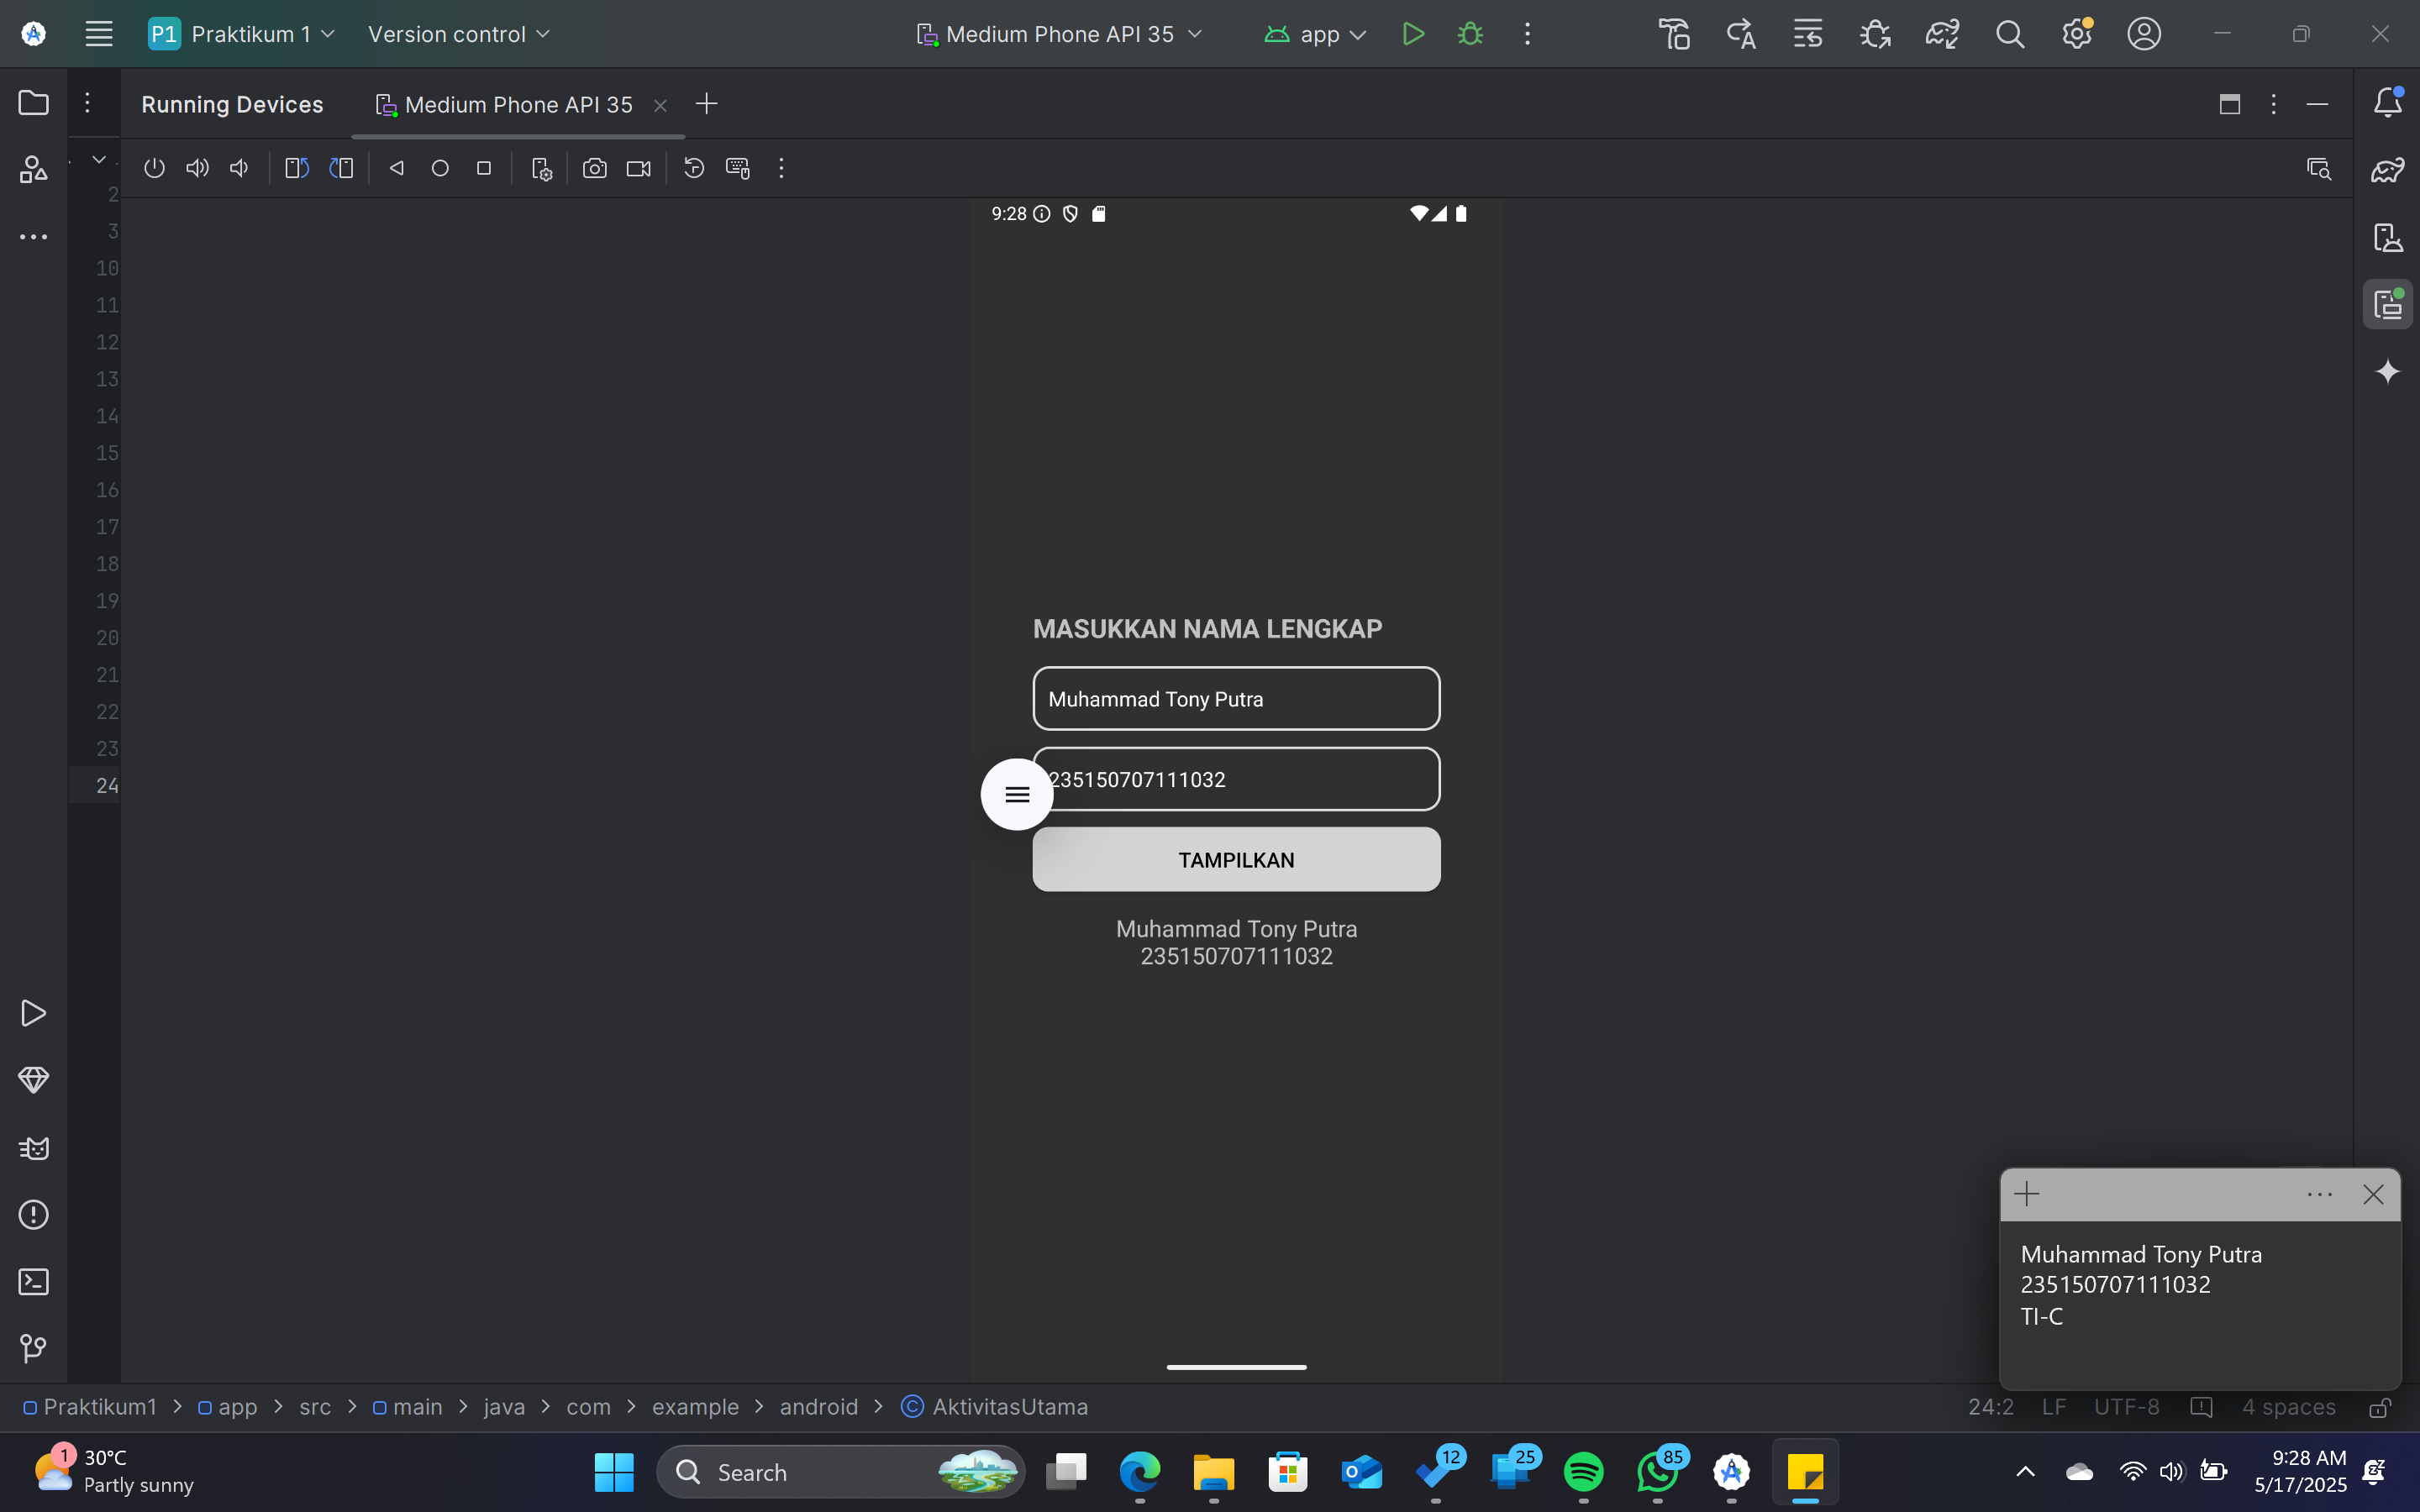 P1 Praktikum 1 Version control Medium Phone API 35 app
Running Devices Medium Phone API 35
2
3
10
11
12
13
14
15
16
17
18
19
20
21
22
23
24
9:28
MASUKKAN NAMA LENGKAP
Muhammad Tony Putra
235150707111032
TAMPILKAN
Muhammad Tony Putra
235150707111032
Muhammad Tony Putra
235150707111032
TI-C
Praktikum1 > app > src > main > java > com > example > android > AktivitasUtama 24:2 LF UTF-8 4 spaces
1 30°C
Partly sunny
Search
12
25
85
9:28 AM
5/17/2025